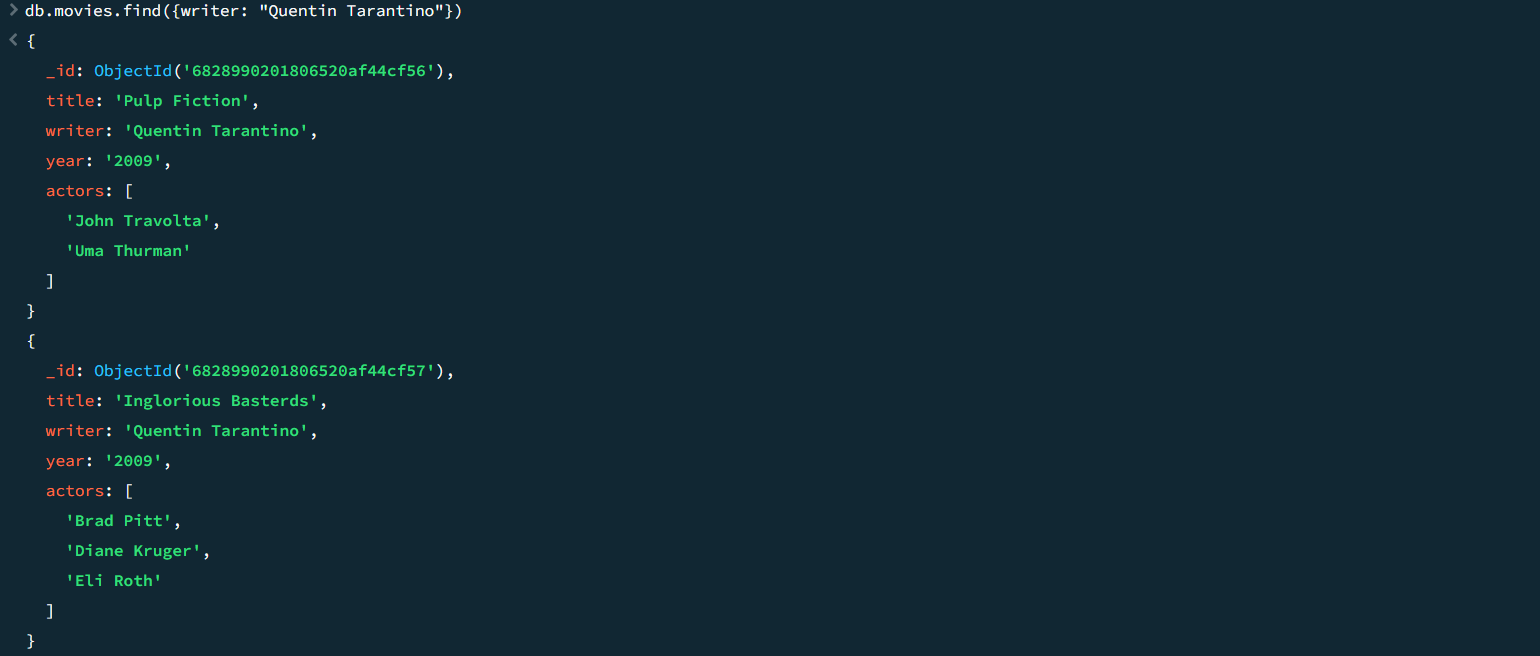 > db.movies.find({writer: "Quentin Tarantino"})
< {
_id: ObjectId('6828990201806520af44cf56'),
title: 'Pulp Fiction',
writer: 'Quentin Tarantino',
year: '2009',
actors: [
'John Travolta',
'Uma Thurman'
]
}
{
_id: ObjectId('6828990201806520af44cf57'),
title: 'Inglorious Basterds',
writer: 'Quentin Tarantino',
year: '2009',
actors: [
'Brad Pitt',
'Diane Kruger',
'Eli Roth'
]
}